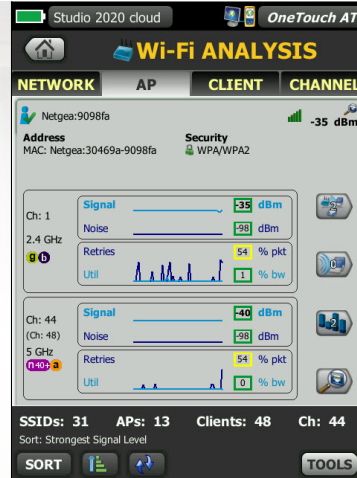 Studio 2020 cloud
OneTouch AT
Wi-Fi ANALYSIS
NETWORK AP CLIENT CHANNEL
Netgea:9098fa
-35 dBm
Address Security
MAC: Netgea:30469a-9098fa WPA/WPA2
Ch: 1
2.4 GHz
g b
Signal -35 dBm
Noise -98 dBm
Retries 54 % pkt
Util 1 % bw
Ch: 44
(Ch: 48)
5 GHz
n40+ a
Signal -40 dBm
Noise -98 dBm
Retries 54 % pkt
Util 0 % bw
SSIDs: 31 APs: 13 Clients: 48 Ch: 44
Sort: Strongest Signal Level
SORT TOOLS